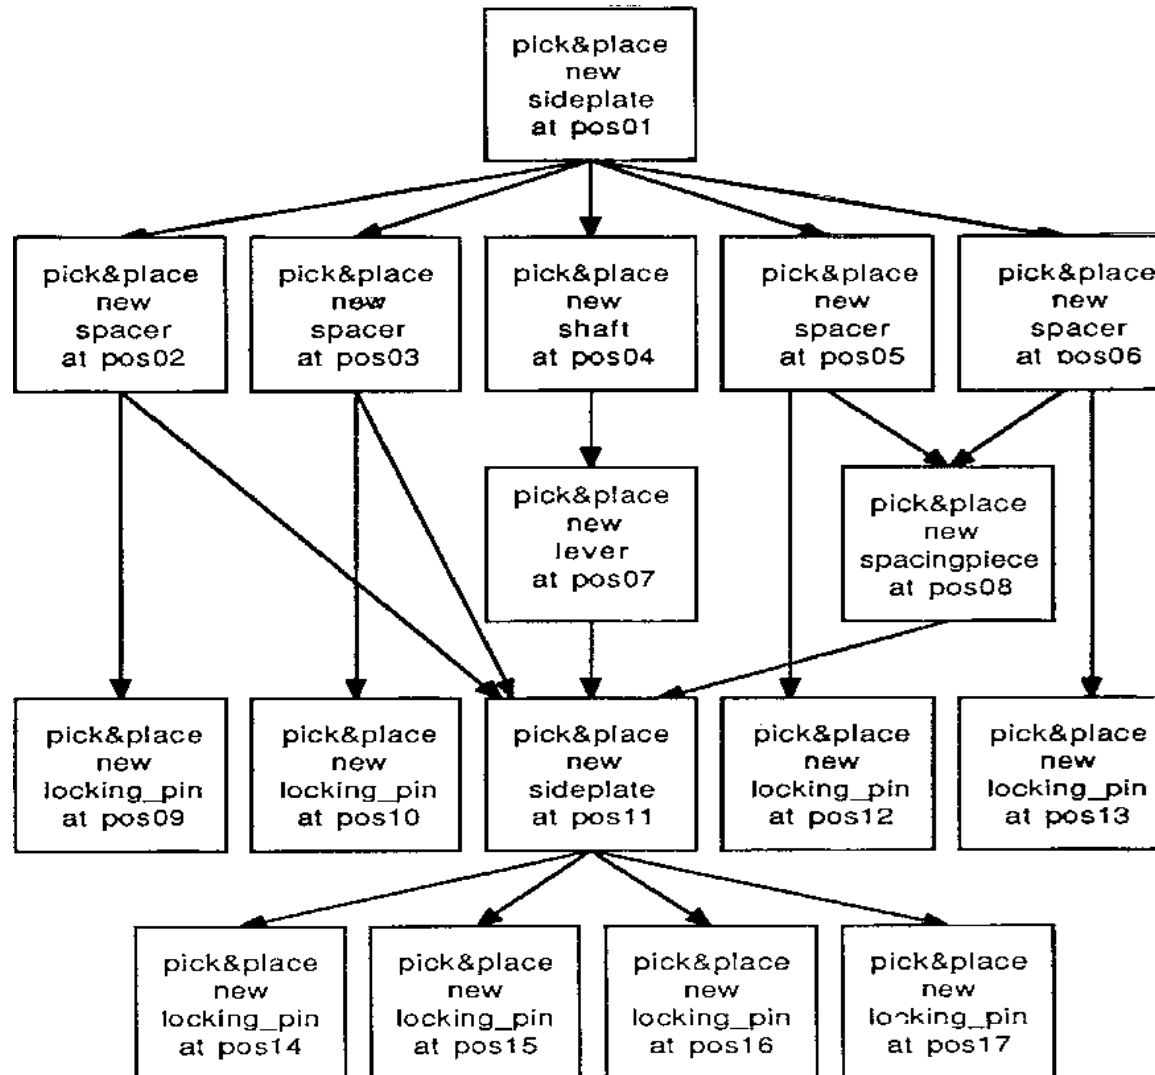 pick&place
new
sideplate
at pos01
pick&place
new
spacer
at pos02
pick&place
new
spacer
at pos03
pick&place
new
shaft
at pos04
pick&place
new
spacer
at pos05
pick&place
new
spacer
at pos06
pick&place
new
lever
at pos07
pick&place
new
spacingpiece
at pos08
pick&place
new
locking_pin
at pos09
pick&place
new
locking_pin
at pos10
pick&place
new
sideplate
at pos11
pick&place
new
locking_pin
at pos12
pick&place
new
locking_pin
at pos13
pick&place
new
locking_pin
at pos14
pick&place
new
locking_pin
at pos15
pick&place
new
locking_pin
at pos16
pick&place
new
locking_pin
at pos17